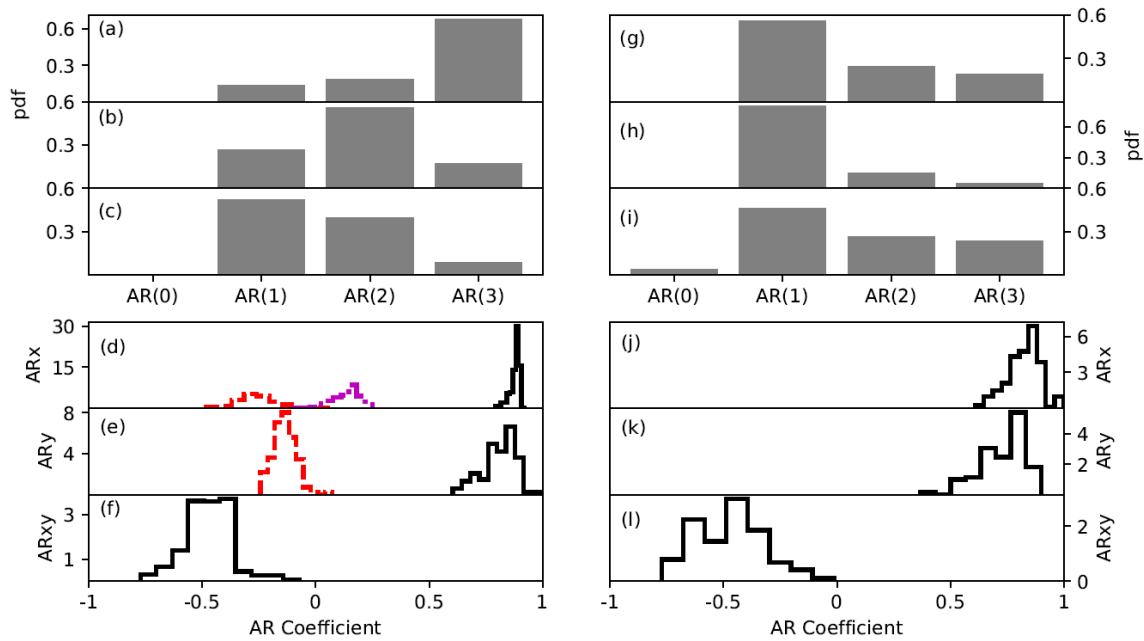 (a)
0.6
0.3
pdf
(b)
0.6
0.3
(c)
0.6
0.3
AR(0) AR(1) AR(2) AR(3)
(g)
0.6
0.3
(h)
0.6
0.3
pdf
(i)
0.6
0.3
AR(0) AR(1) AR(2) AR(3)
(d)
30
15
ARx
(e)
8
4
ARy
(f)
3
1
ARxy
-1 -0.5 0 0.5 1
AR Coefficient
(j)
6
3
ARx
(k)
4
2
ARy
(l)
2
0
ARxy
-1 -0.5 0 0.5 1
AR Coefficient